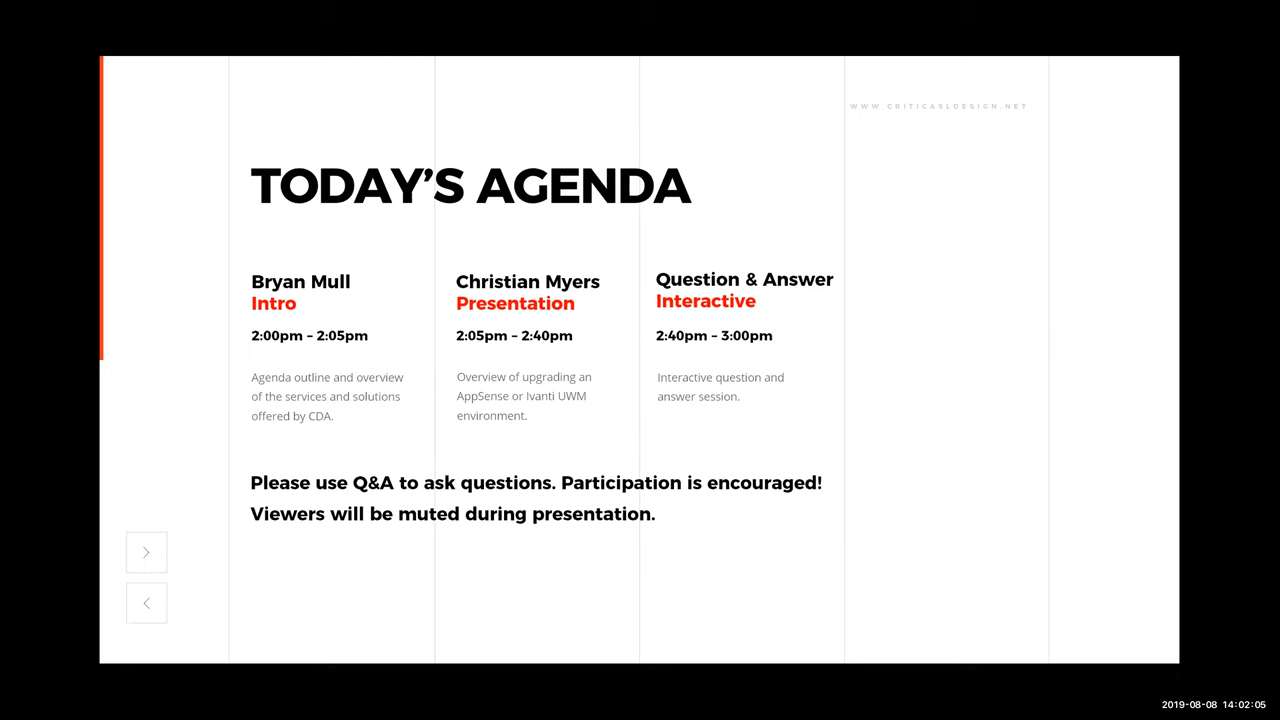 WWW.CRITICASLDESIGN.NET
TODAY’S AGENDA
Bryan Mull
Intro
2:00pm – 2:05pm
Agenda outline and overview
of the services and solutions
offered by CDA.
Christian Myers
Presentation
2:05pm – 2:40pm
Overview of upgrading an
AppSense or Ivanti UWM
environment.
Question & Answer
Interactive
2:40pm – 3:00pm
Interactive question and
answer session.
Please use Q&A to ask questions. Participation is encouraged!
Viewers will be muted during presentation.
2019-08-08 14:02:05